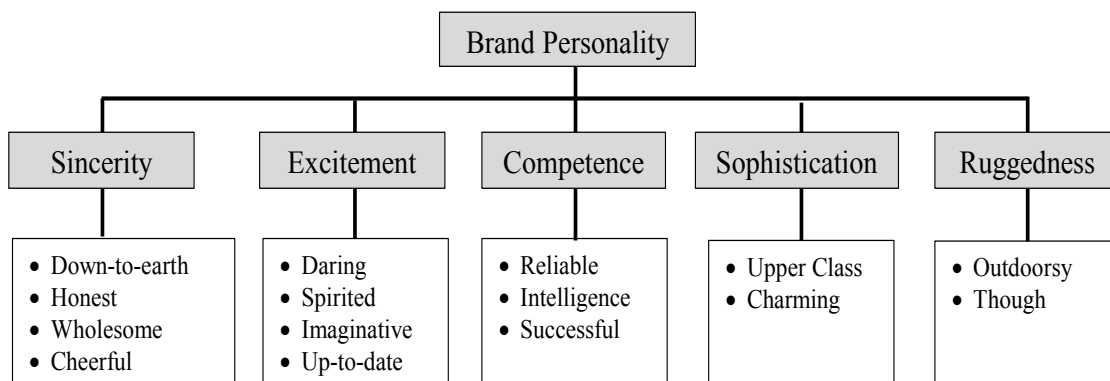 Brand Personality
Sincerity
Excitement
Competence
Sophistication
Ruggedness
• Down-to-earth
• Honest
• Wholesome
• Cheerful
• Daring
• Spirited
• Imaginative
• Up-to-date
• Reliable
• Intelligence
• Successful
• Upper Class
• Charming
• Outdoorsy
• Though